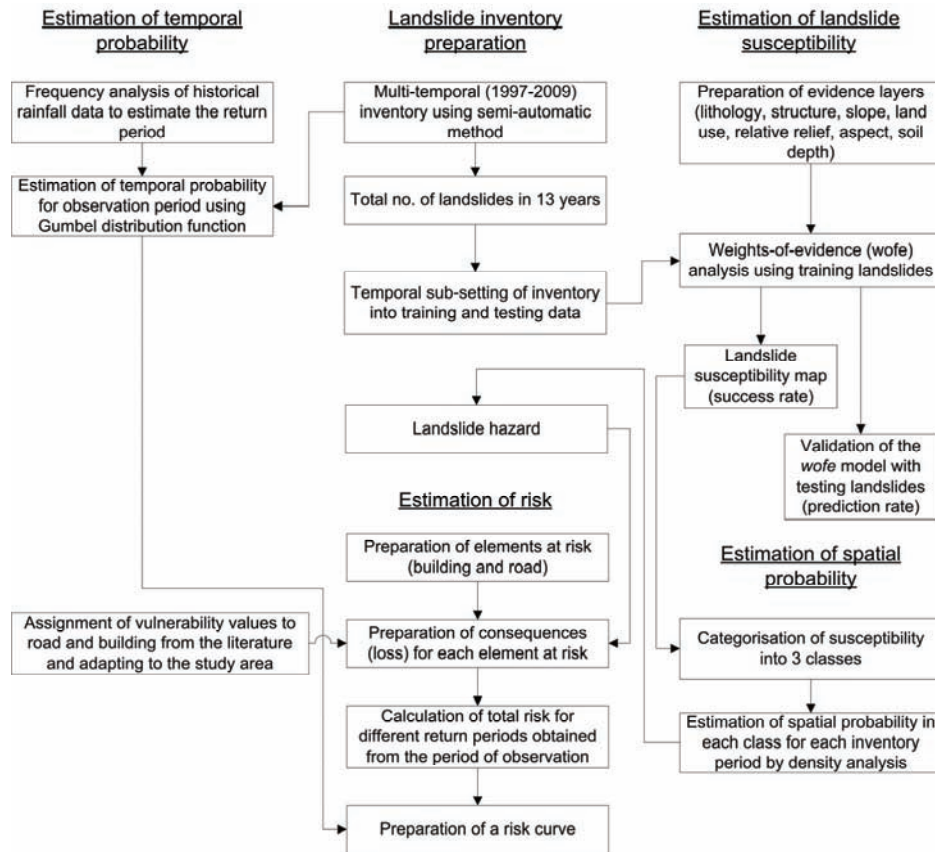 Estimation of temporal
probability
Frequency analysis of historical
rainfall data to estimate the return
period
Estimation of temporal probability
for observation period using
Gumbel distribution function
Landslide inventory
preparation
Multi-temporal (1997-2009)
inventory using semi-automatic
method
Total no. of landslides in 13 years
Temporal sub-setting of inventory
into training and testing data
Estimation of landslide
susceptibility
Preparation of evidence layers
(lithology, structure, slope, land
use, relative relief, aspect, soil
depth)
Weights-of-evidence (wofe)
analysis using training landslides
Landslide
susceptibility map
(success rate)
Validation of the
wofe model with
testing landslides
(prediction rate)
Estimation of spatial
probability
Categorisation of susceptibility
into 3 classes
Estimation of spatial probability in
each class for each inventory
period by density analysis
Landslide hazard
Estimation of risk
Preparation of elements at risk
(building and road)
Assignment of vulnerability values to
road and building from the literature
and adapting to the study area
Preparation of consequences
(loss) for each element at risk
Calculation of total risk for
different return periods obtained
from the period of observation
Preparation of a risk curve